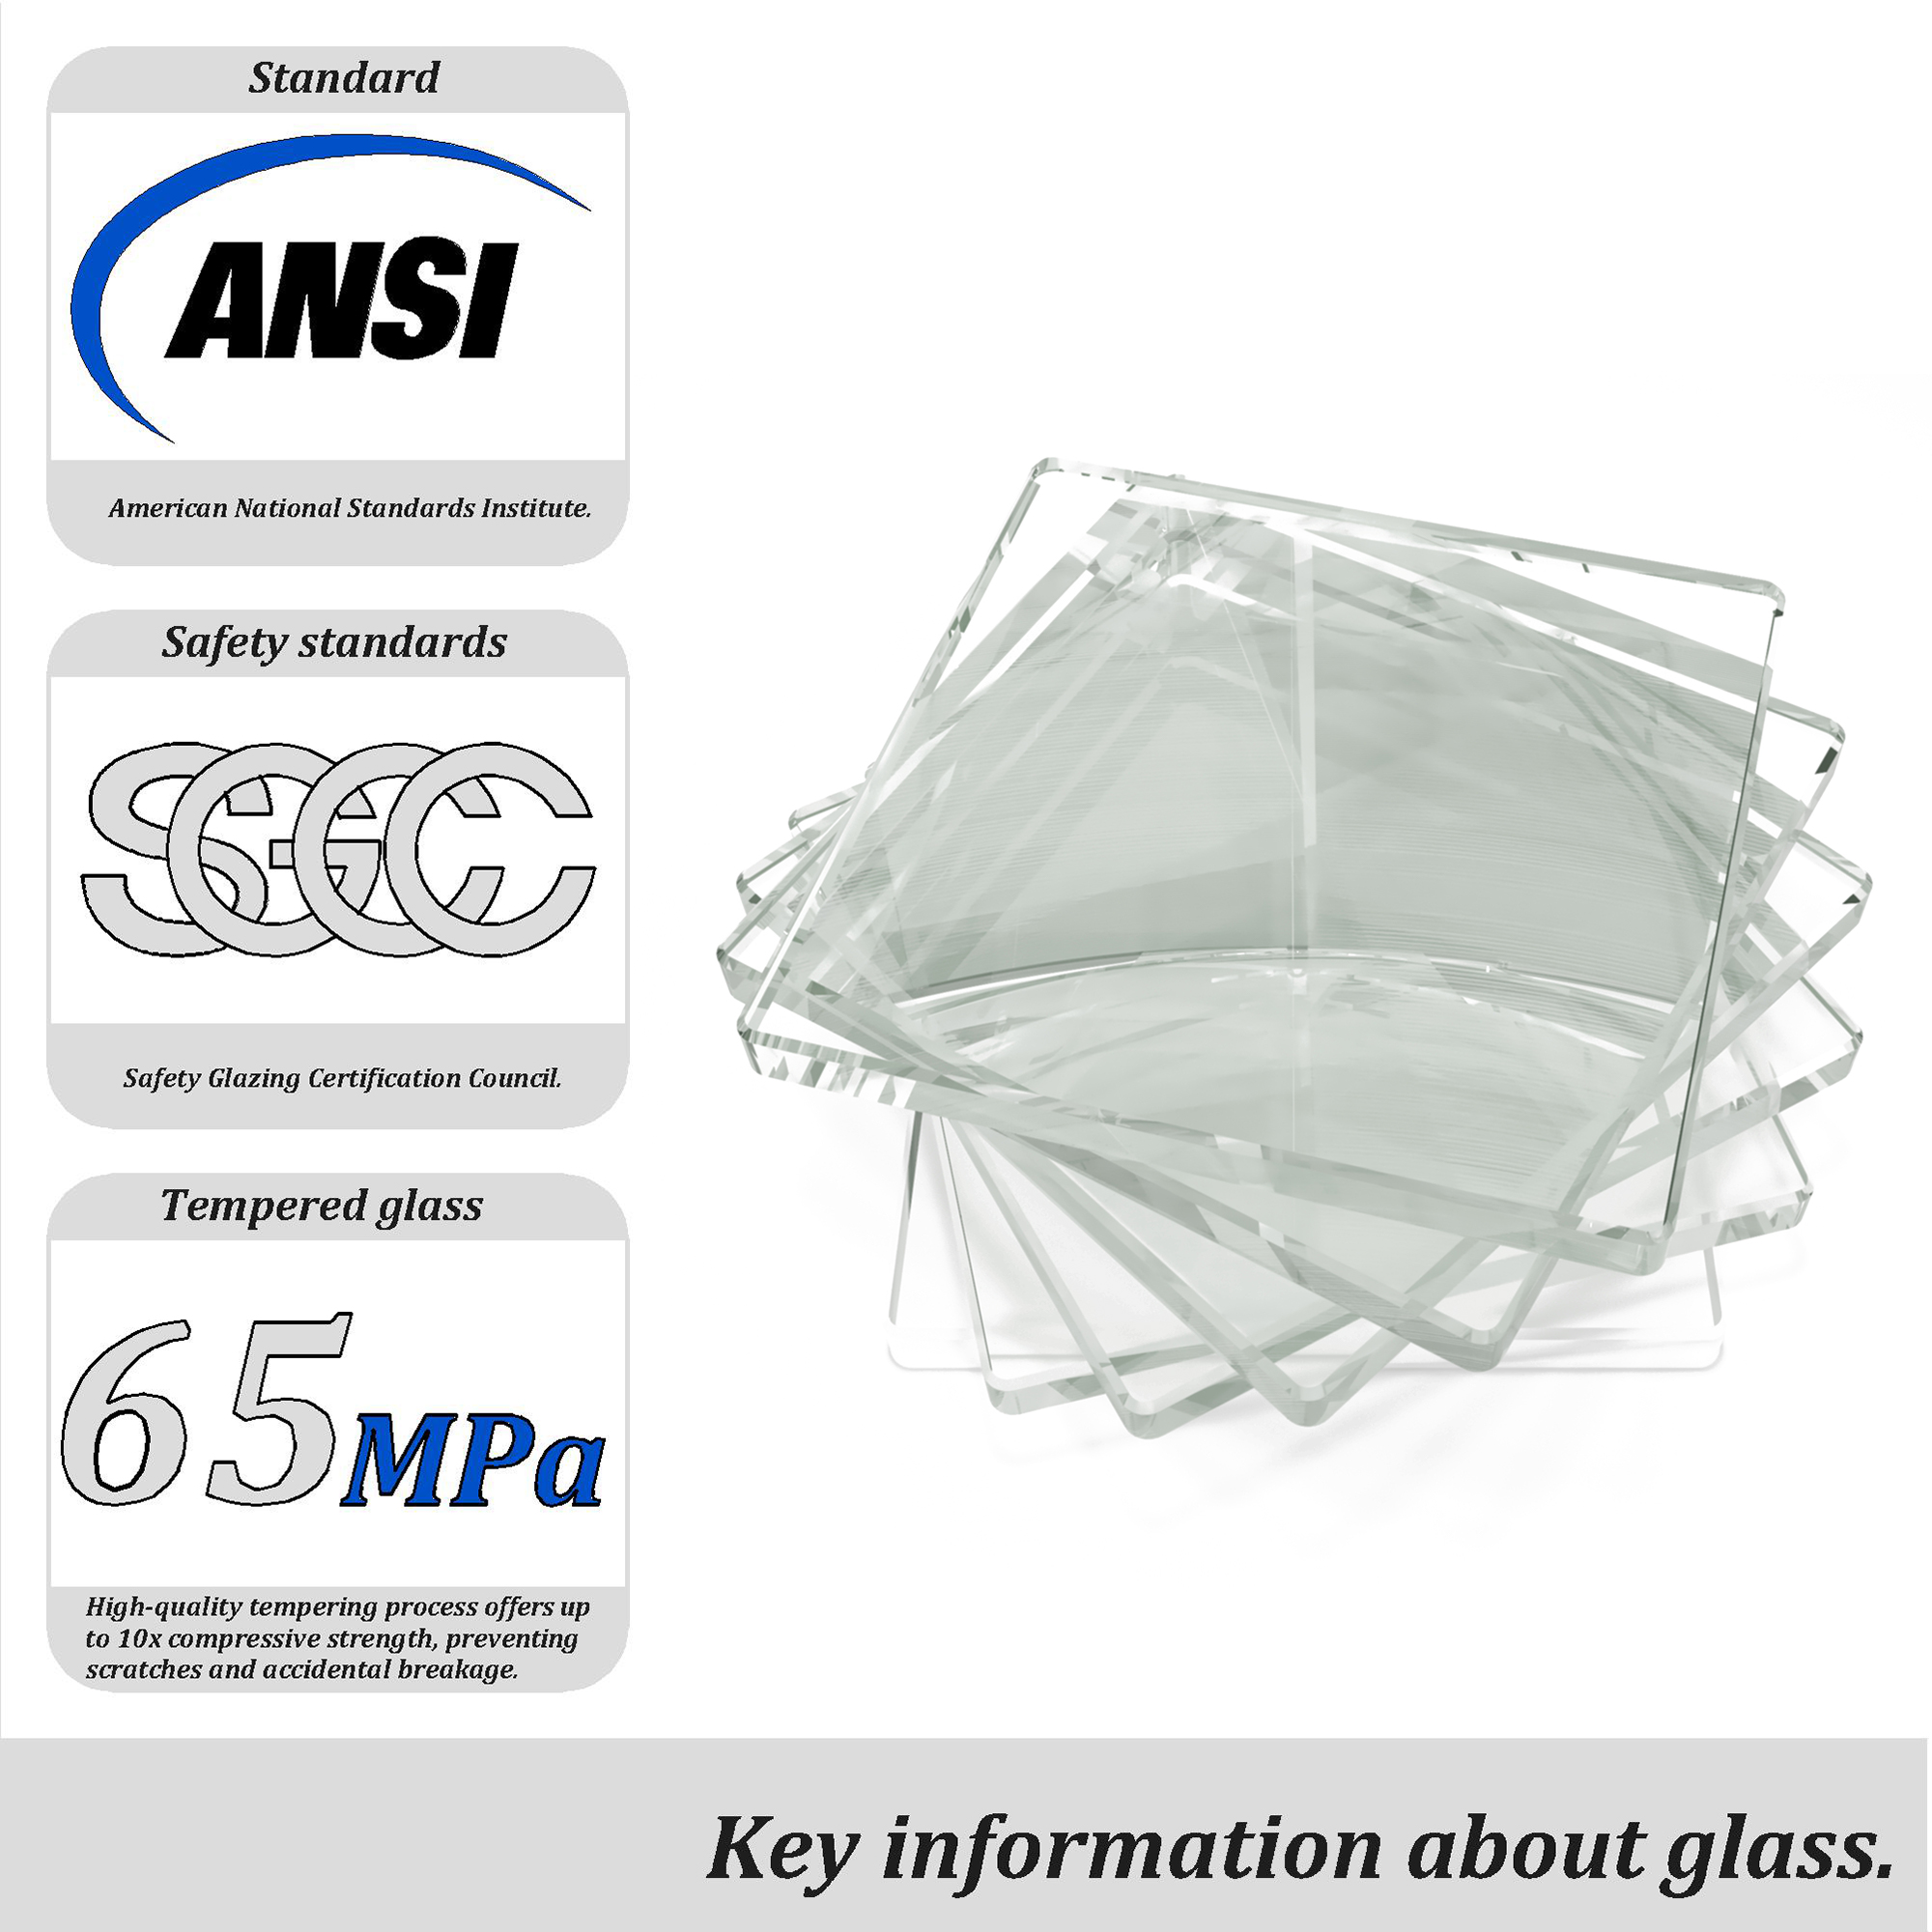 Standard
ANSI
American National Standards Institute.
Safety standards
SGCC
Safety Glazing Certification Council.
Tempered glass
65MPa
High-quality tempering process offers up
to 10x compressive strength, preventing
scratches and accidental breakage.
Key information about glass.